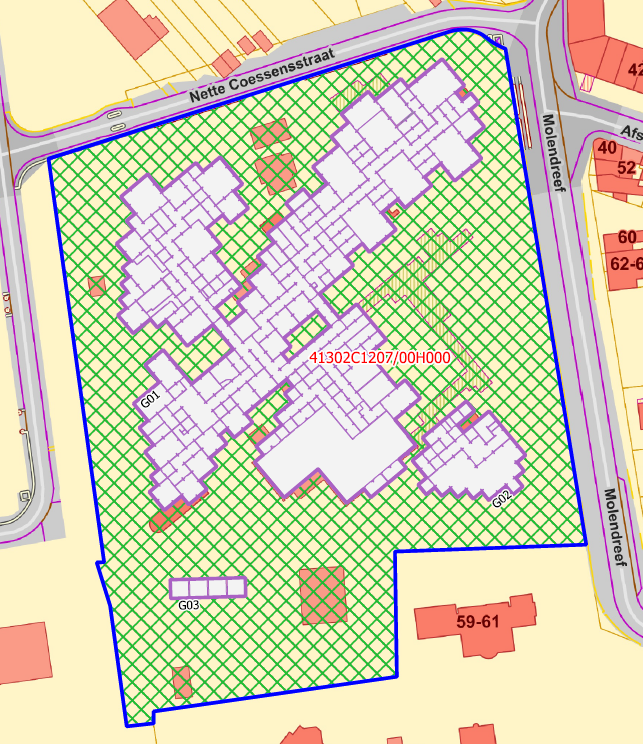 Nette Coessensstraat
42
Molendreef
Afs
40
52
60
62-6
41302C1207/00H000
G01
G02
Molendreef
G03
59-61